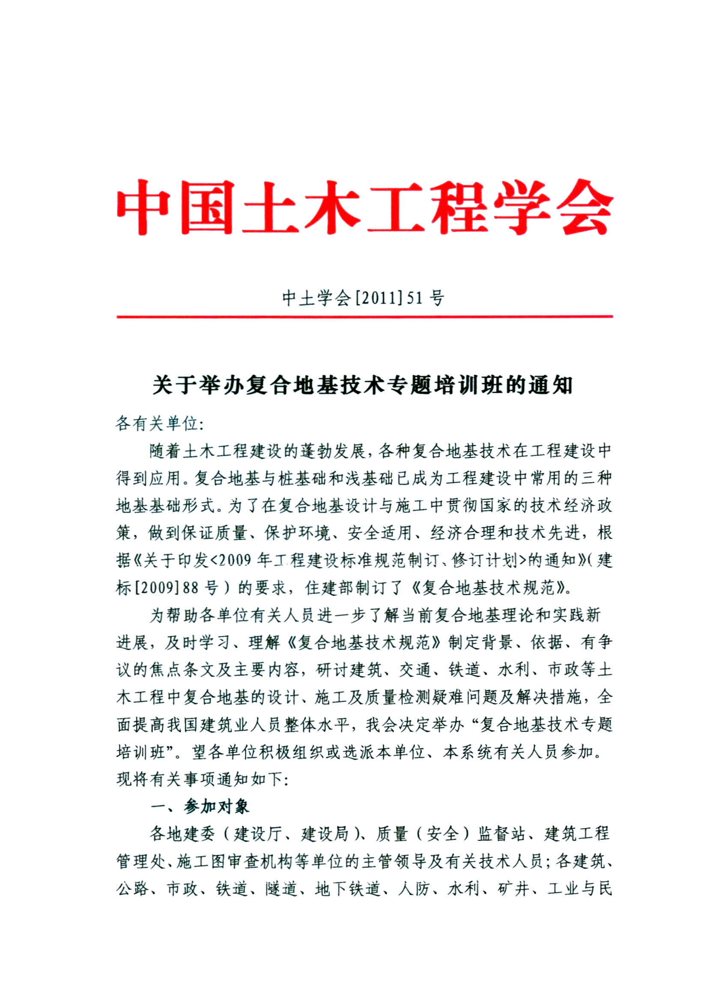 中国土木工程学会
中土学会[2011]51 号
关于举办复合地基技术专题培训班的通知
各有关单位：
随着土木工程建设的蓬勃发展，各种复合地基技术在工程建设中
得到应用。复合地基与桩基础和浅基础已成为工程建设中常用的三种
地基基础形式。为了在复合地基设计与施工中贯彻国家的技术经济政
策，做到保证质量、保护环境、安全适用、经济合理和技术先进，根
据《关于印发<2009 年工程建设标准规范制订、修订计划>的通知》（建
标[2009]88 号）的要求，住建部制订了《复合地基技术规范》。
为帮助各单位有关人员进一步了解当前复合地基理论和实践新
进展，及时学习、理解《复合地基技术规范》制定背景、依据、有争
议的焦点条文及主要内容，研讨建筑、交通、铁道、水利、市政等土
木工程中复合地基的设计、施工及质量检测疑难问题及解决措施，全
面提高我国建筑业人员整体水平，我会决定举办“复合地基技术专题
培训班”。望各单位积极组织或选派本单位、本系统有关人员参加。
现将有关事项通知如下：
一、参加对象
各地建委（建设厅、建设局）、质量（安全）监督站、建筑工程
管理处、施工图审查机构等单位的主管领导及有关技术人员；各建筑、
公路、市政、铁道、隧道、地下铁道、人防、水利、矿井、工业与民